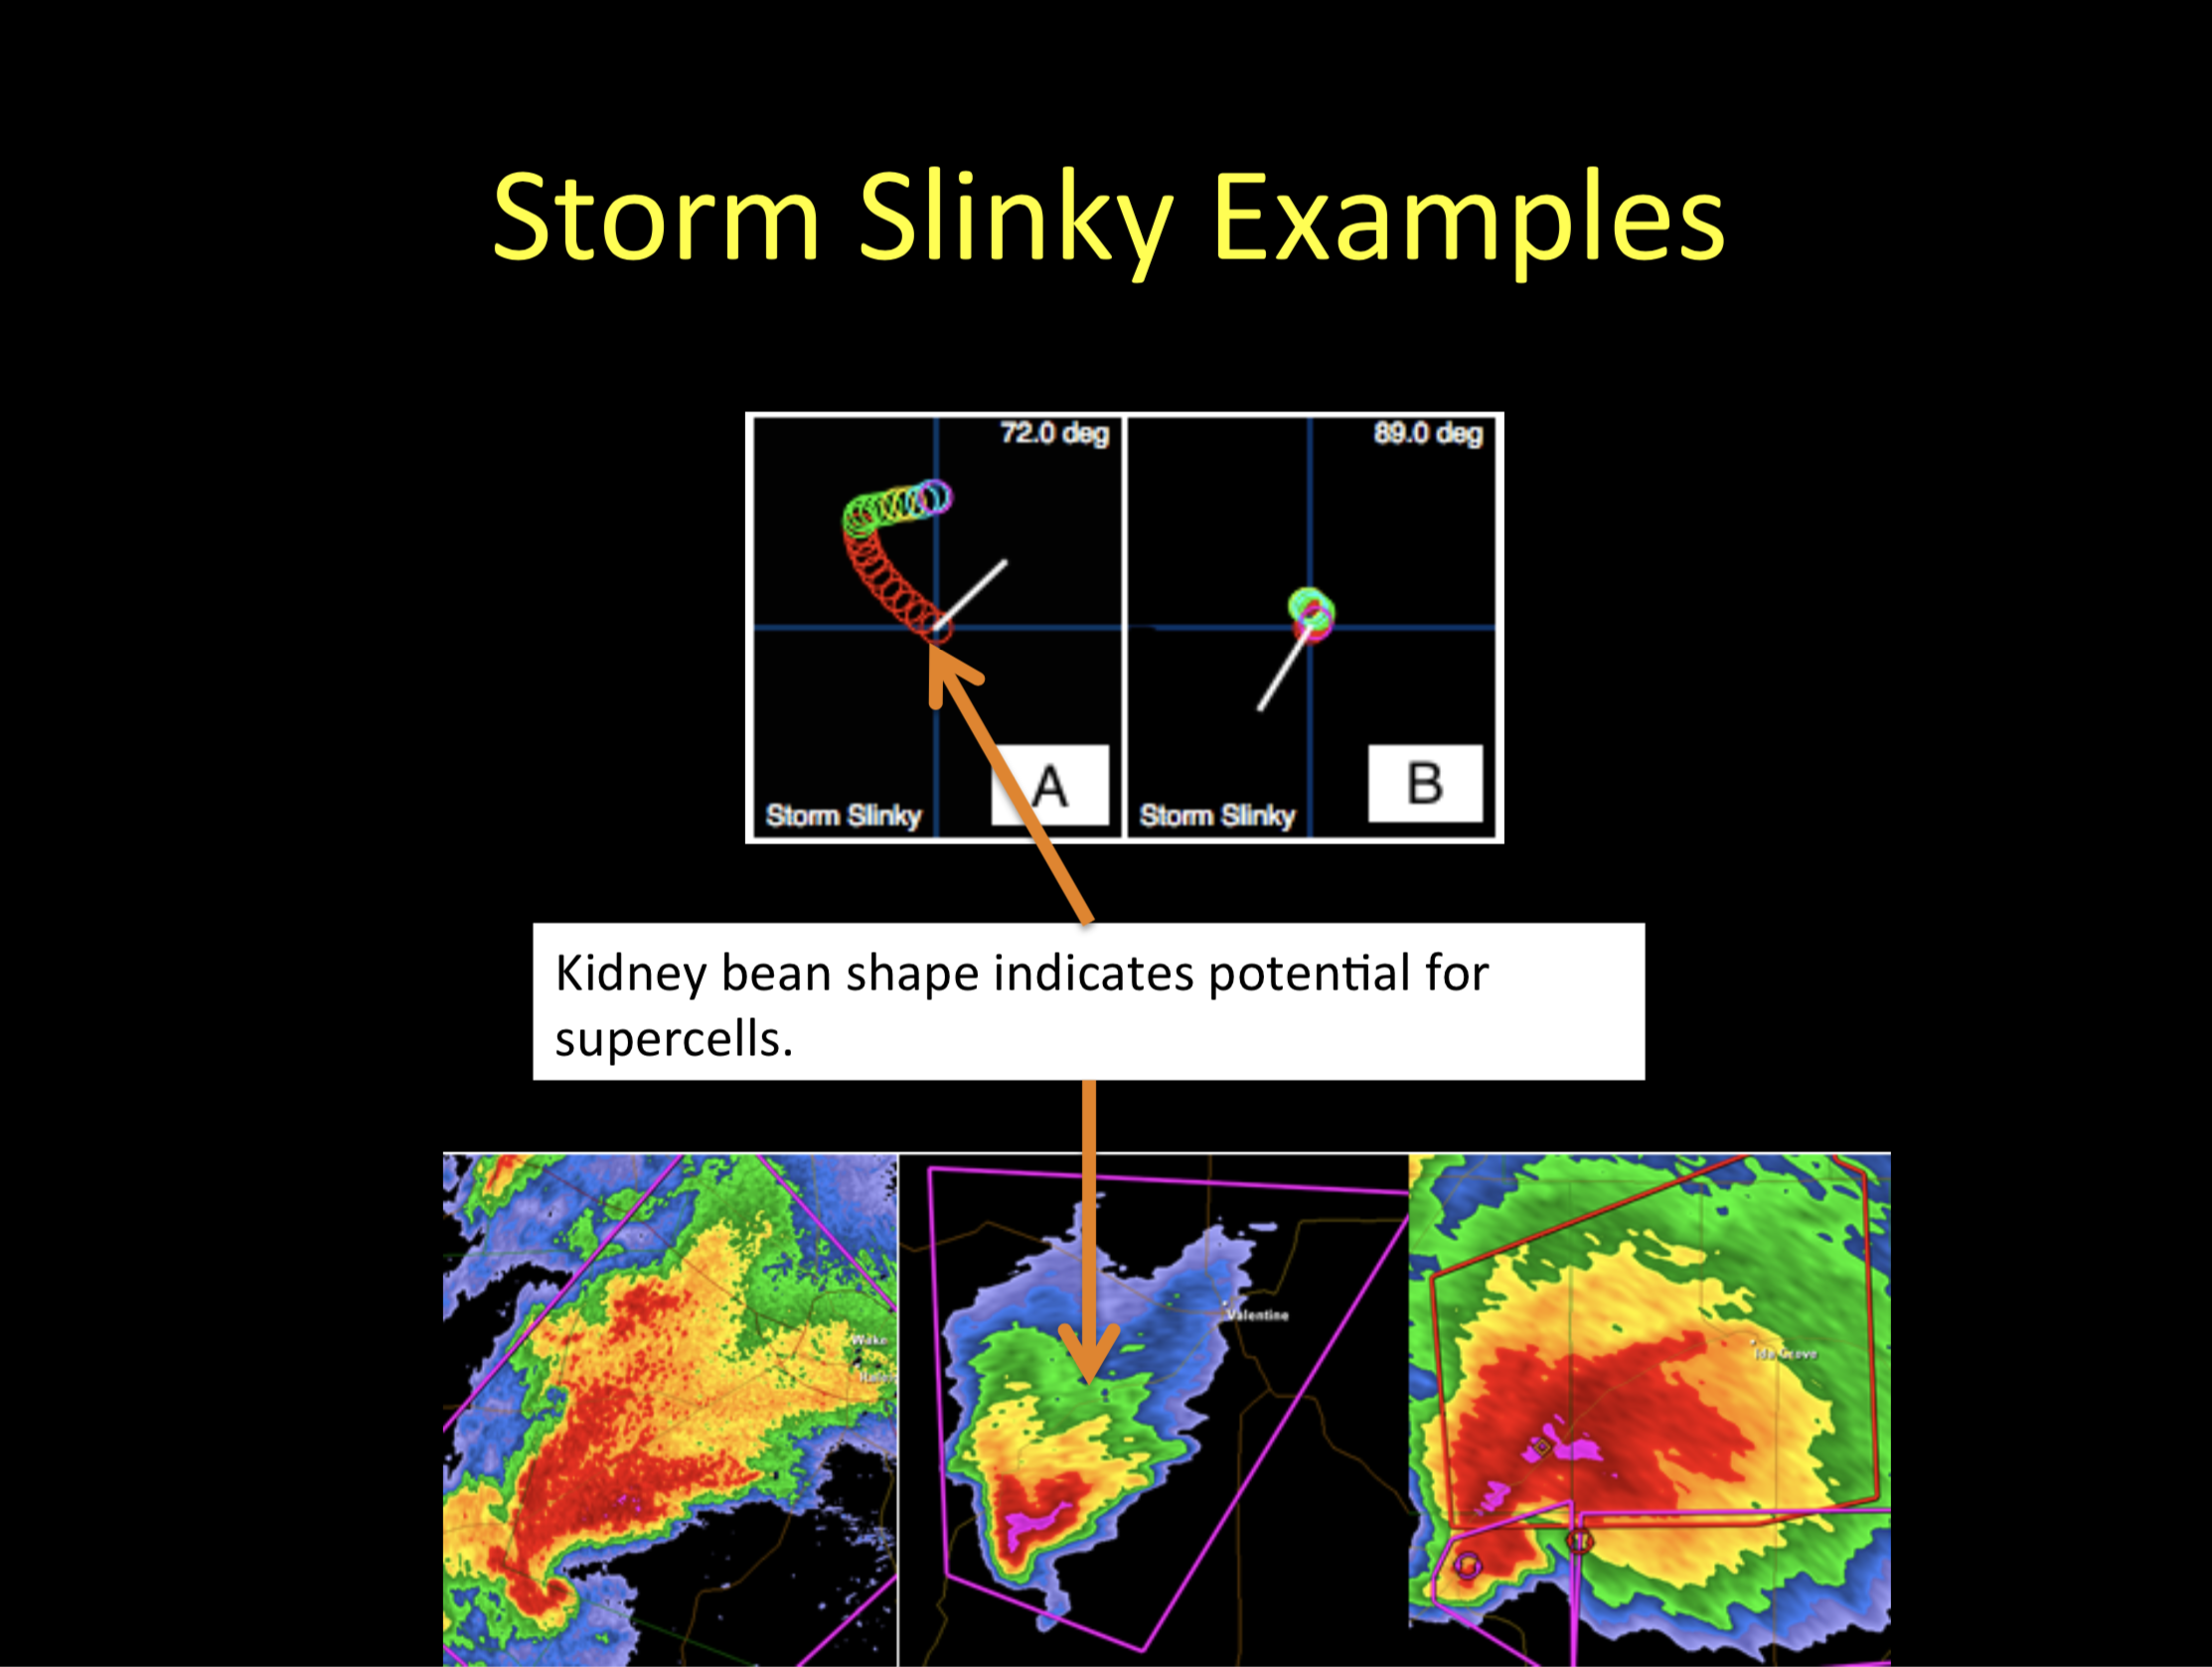 Storm Slinky Examples
72.0 deg
89.0 deg
A
B
Storm Slinky
Storm Slinky
Kidney bean shape indicates potential for
supercells.
Valentine
Ida Grove